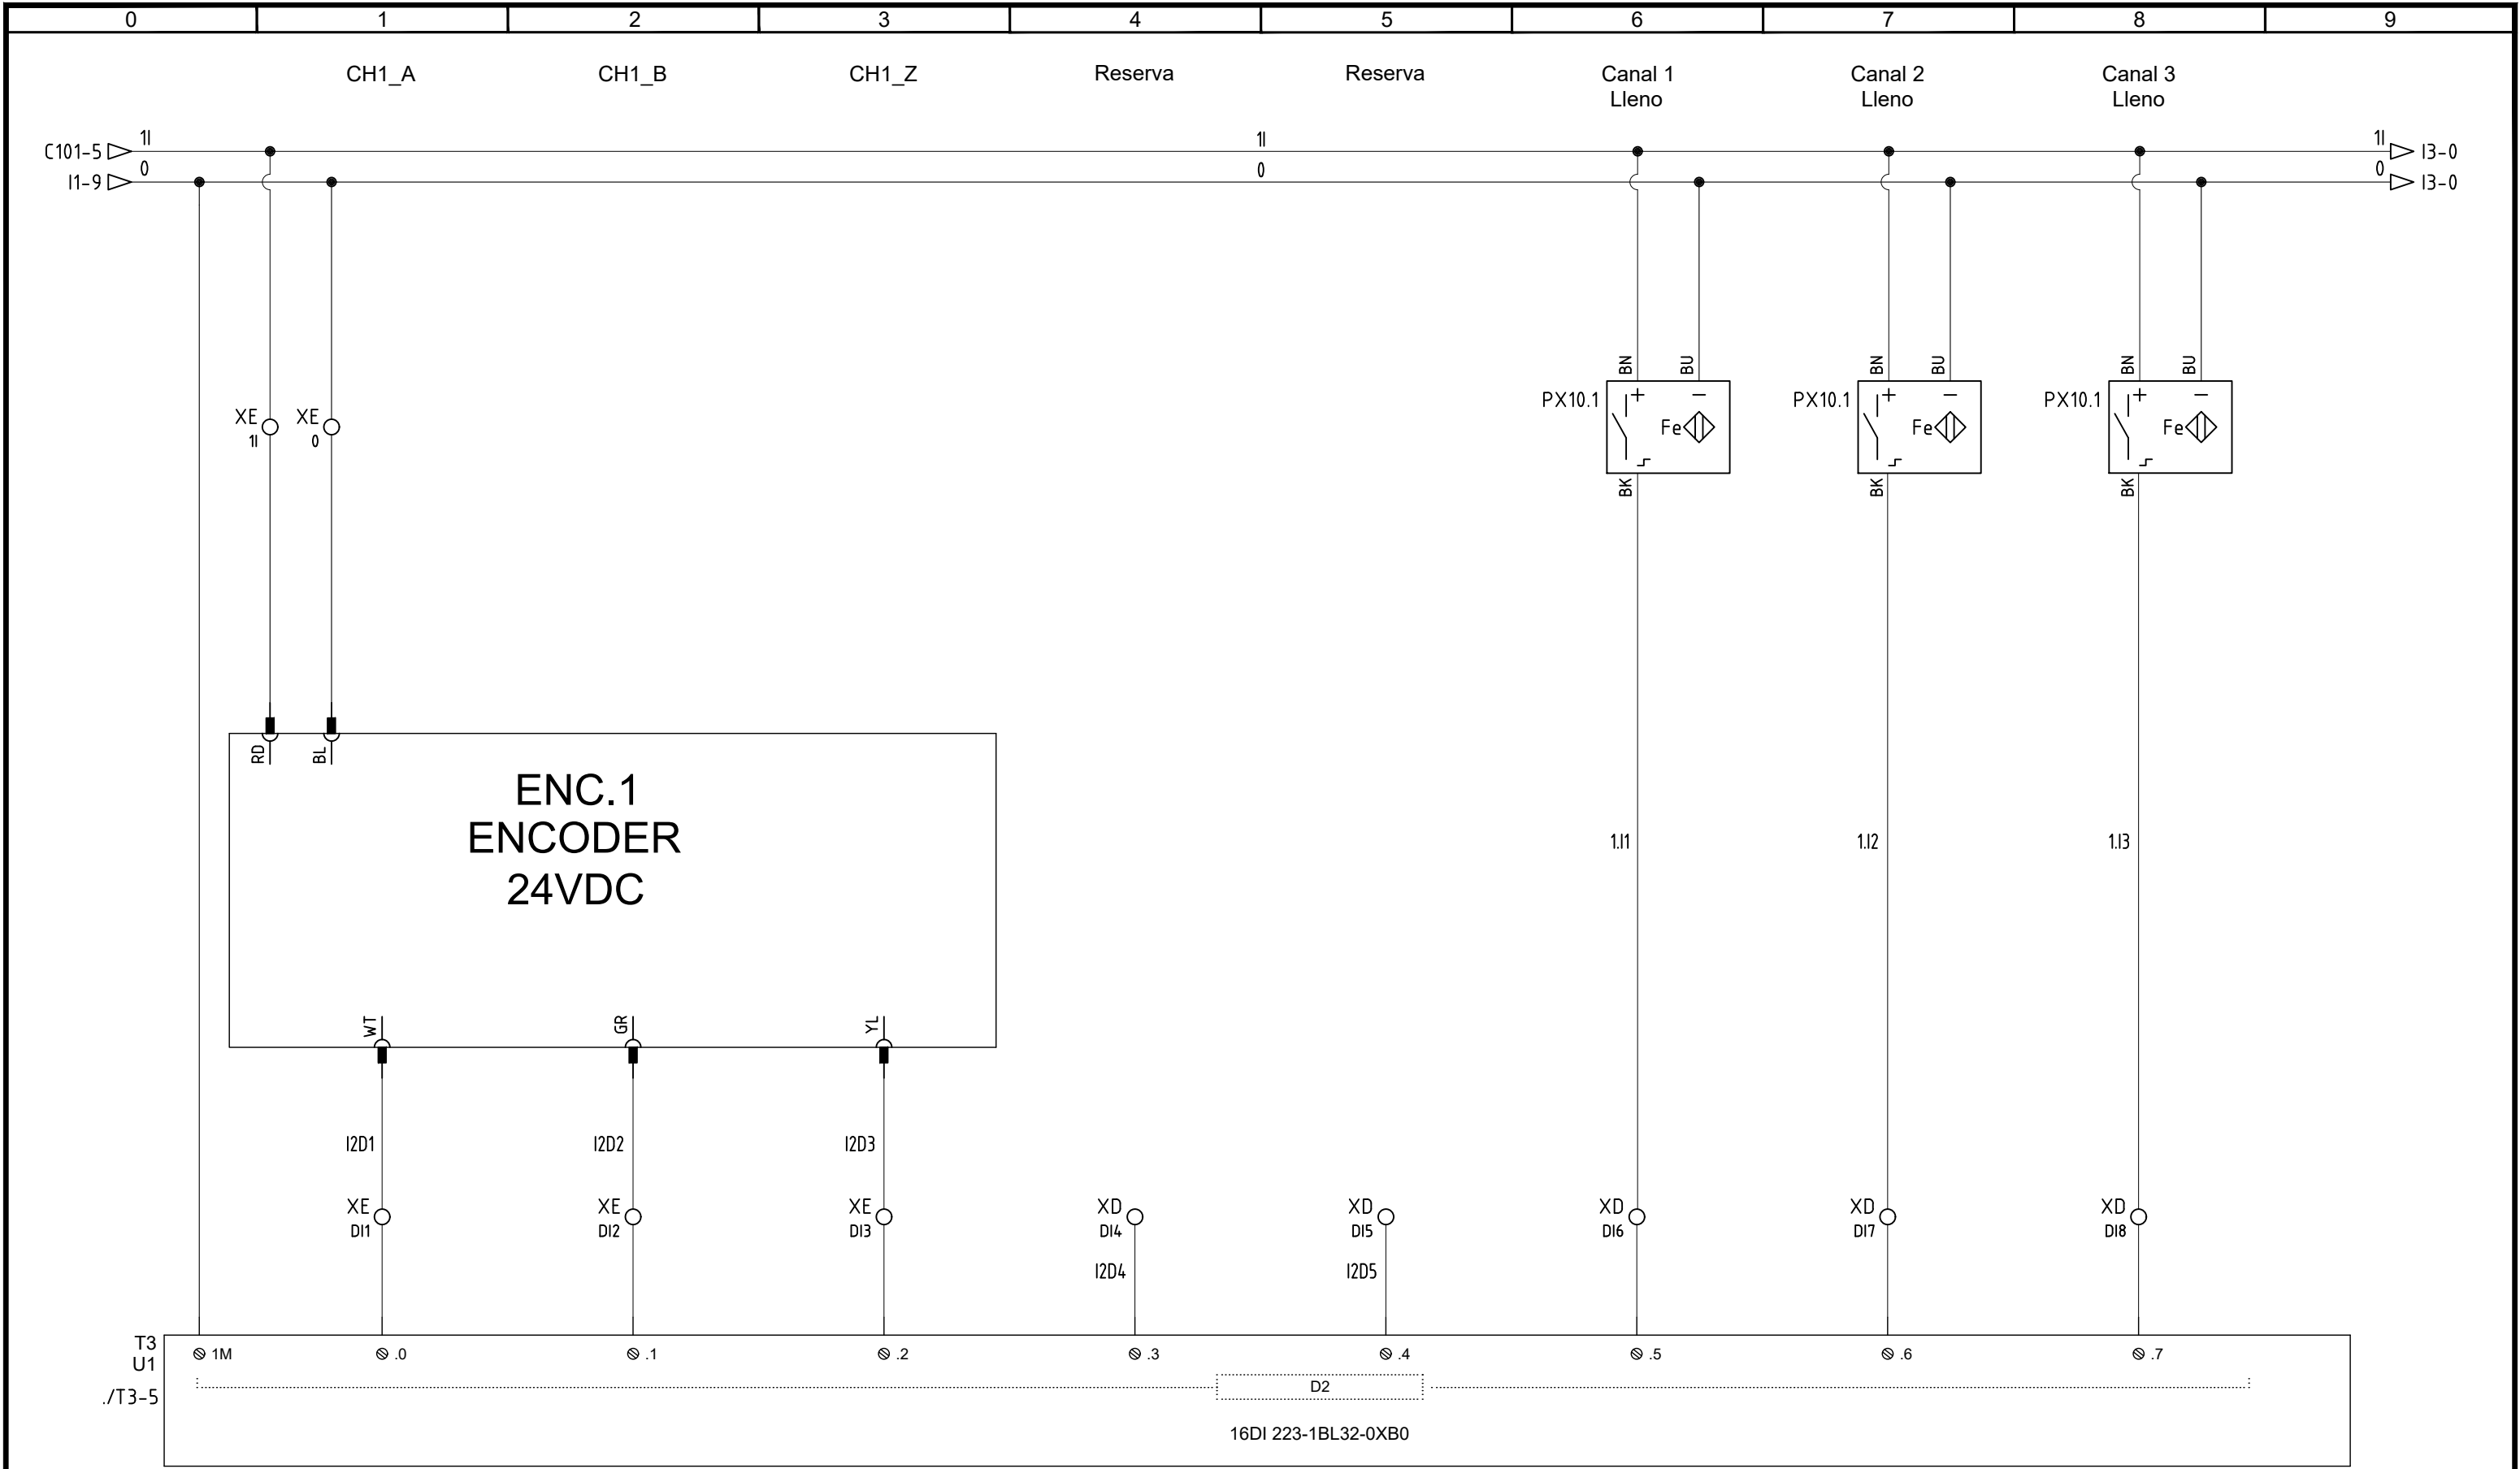 0 1 2 3 4 5 6 7 8 9
CH1_A CH1_B CH1_Z Reserva Reserva Canal 1 Canal 2 Canal 3
Lleno Lleno Lleno
C101-5 1I 1I 1I I3-0
I1-9 0 0 0 I3-0
BN BU BN BU BN BU
PX10.1 + − PX10.1 + − PX10.1 + −
XE XE Fe Fe Fe
1I 0
BK BK BK
RD BL
ENC.1
ENCODER
24VDC
1.I1 1.I2 1.I3
WT GR YL
I2D1 I2D2 I2D3
XE XE XE XD XD XD XD XD
DI1 DI2 DI3 DI4 DI5 DI6 DI7 DI8
I2D4 I2D5
T3
U1 1M .0 .1 .2 .3 .4 .5 .6 .7
./T3-5 D2
16DI 223-1BL32-0XB0